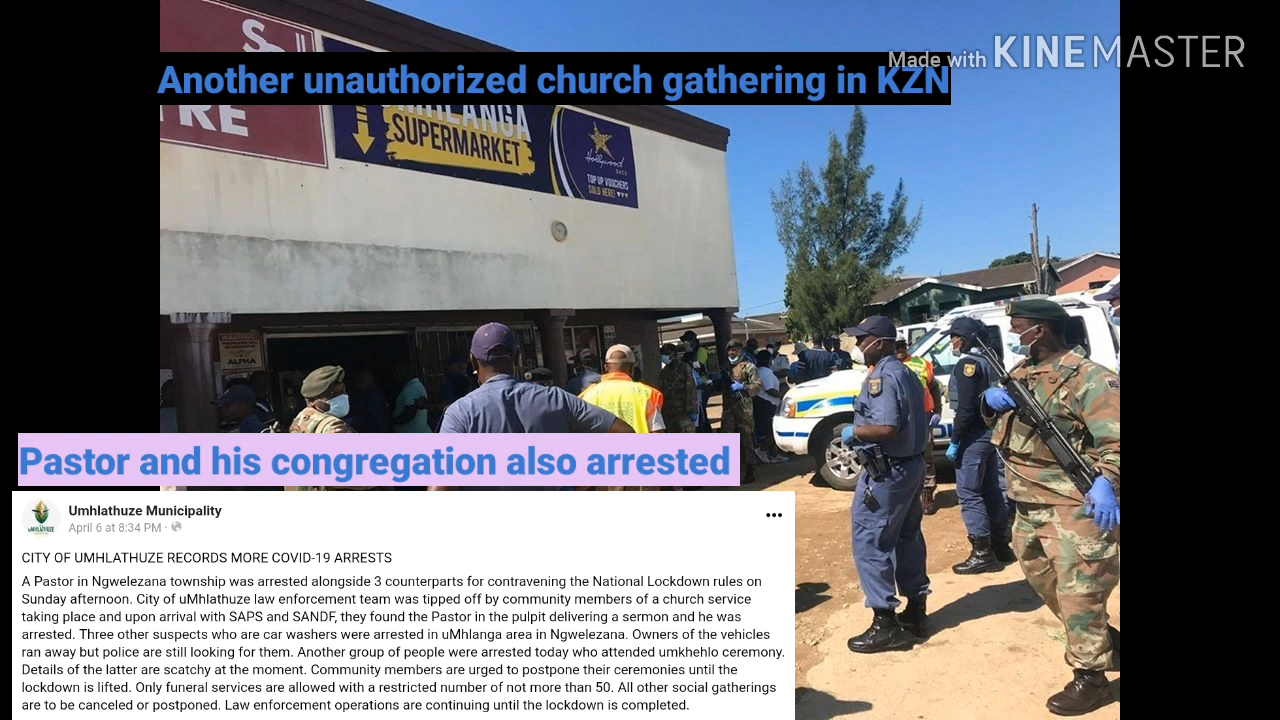 Made with KINEMASTER
Another unauthorized church gathering in KZN
S
RE
UMHLANGA
SUPERMARKET
Hollywood
BETS
TOP UP VOUCHERS
SOLD HERE!
WARNING!
ALPHA
Pastor and his congregation also arrested
Umhlathuze Municipality
April 6 at 8:34 PM ·
CITY OF UMHLATHUZE RECORDS MORE COVID-19 ARRESTS
A Pastor in Ngwelezana township was arrested alongside 3 counterparts for contravening the National Lockdown rules on
Sunday afternoon. City of uMhlathuze law enforcement team was tipped off by community members of a church service
taking place and upon arrival with SAPS and SANDF, they found the Pastor in the pulpit delivering a sermon and he was
arrested. Three other suspects who are car washers were arrested in uMhlanga area in Ngwelezana. Owners of the vehicles
ran away but police are still looking for them. Another group of people were arrested today who attended umkhehlo ceremony.
Details of the latter are scatchy at the moment. Community members are urged to postpone their ceremonies until the
lockdown is lifted. Only funeral services are allowed with a restricted number of not more than 50. All other social gatherings
are to be canceled or postponed. Law enforcement operations are continuing until the lockdown is completed.